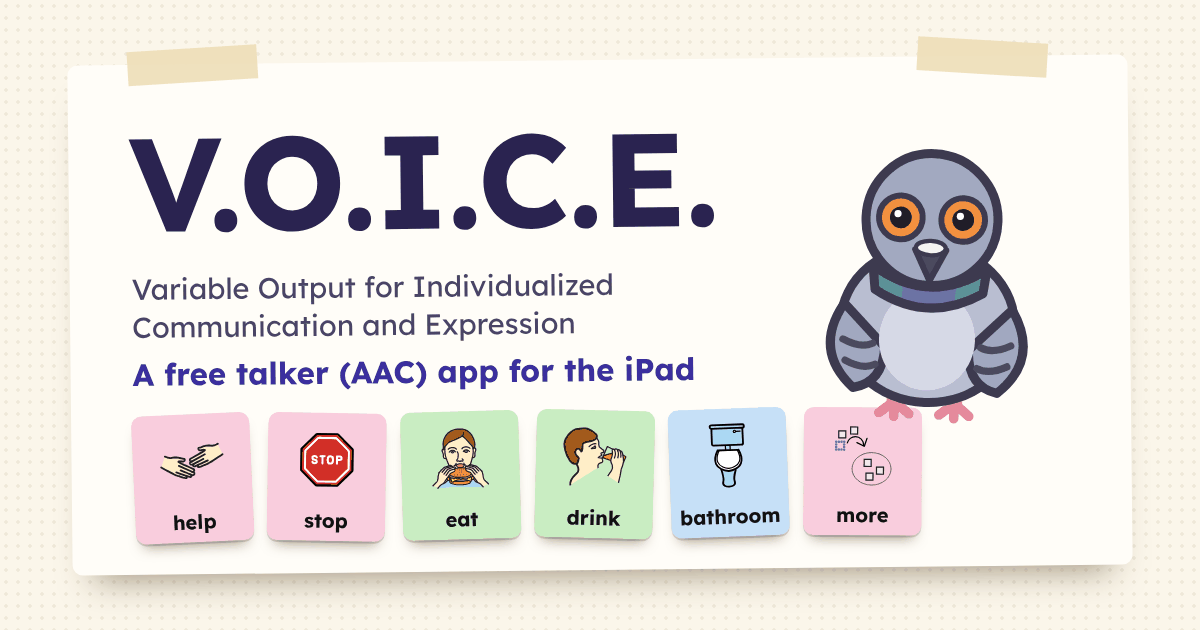 V.O.I.C.E.
Variable Output for Individualized
Communication and Expression
A free talker (AAC) app for the iPad
STOP
help stop eat drink bathroom more